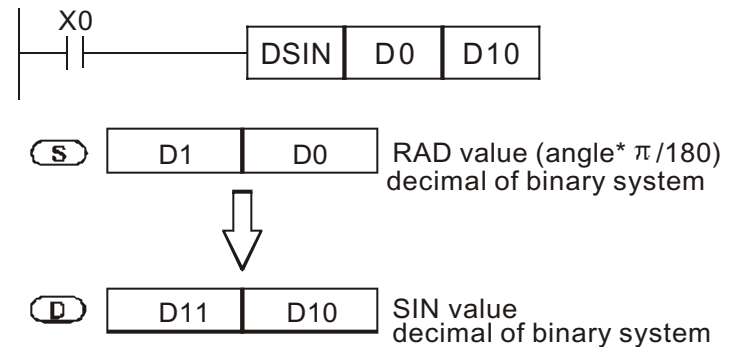 X0
DSIN D0 D10
S D1 D0 RAD value (angle* π/180)
decimal of binary system
D D11 D10 SIN value
decimal of binary system